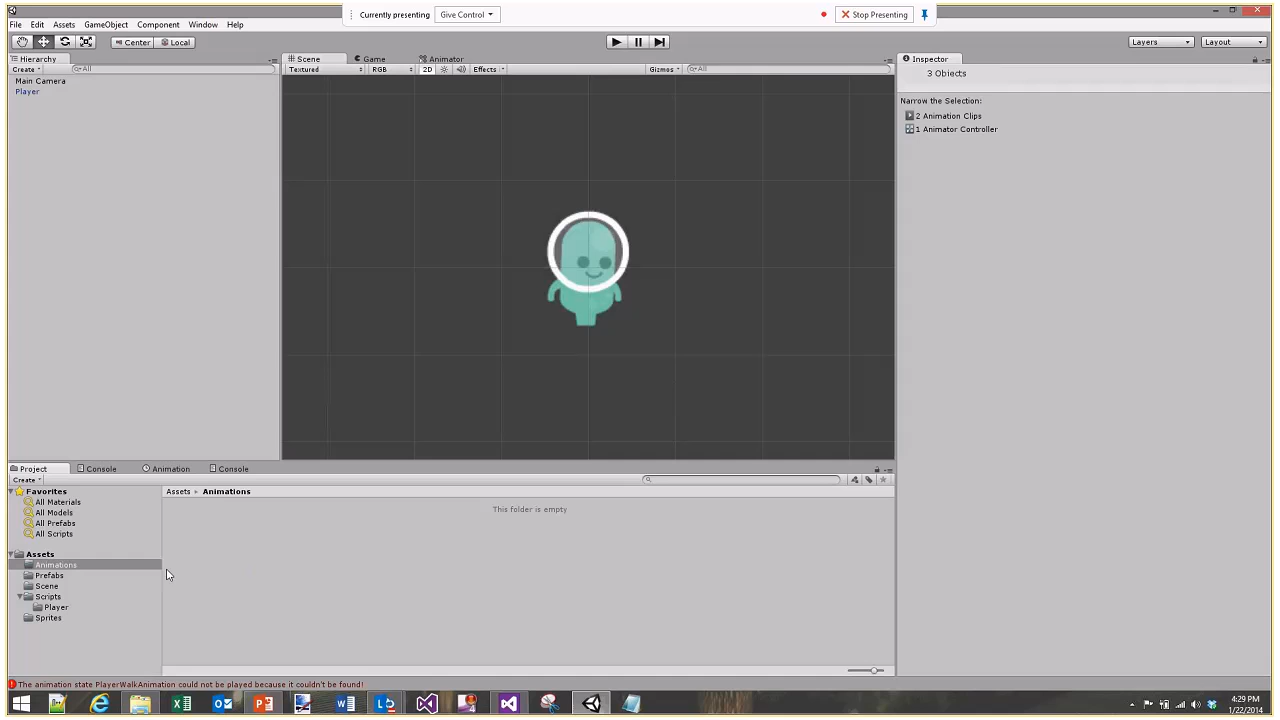 Currently presenting Give Control Stop Presenting
File Edit Assets GameObject Component Window Help
Center Local Layers Layout
Hierarchy
Create All
Main Camera
Player
Scene Game Animator
Textured RGB 2D Effects Gizmos All
Inspector
3 Objects
Narrow the Selection:
2 Animation Clips
1 Animator Controller
Project Console Animation Console
Create
Favorites
All Materials
All Models
All Prefabs
All Scripts
Assets
Animations
Prefabs
Scene
Scripts
Player
Sprites
Assets Animations
This folder is empty
The animation state PlayerWalkAnimation could not be played because it couldn't be found!
4:29 PM
1/22/2014